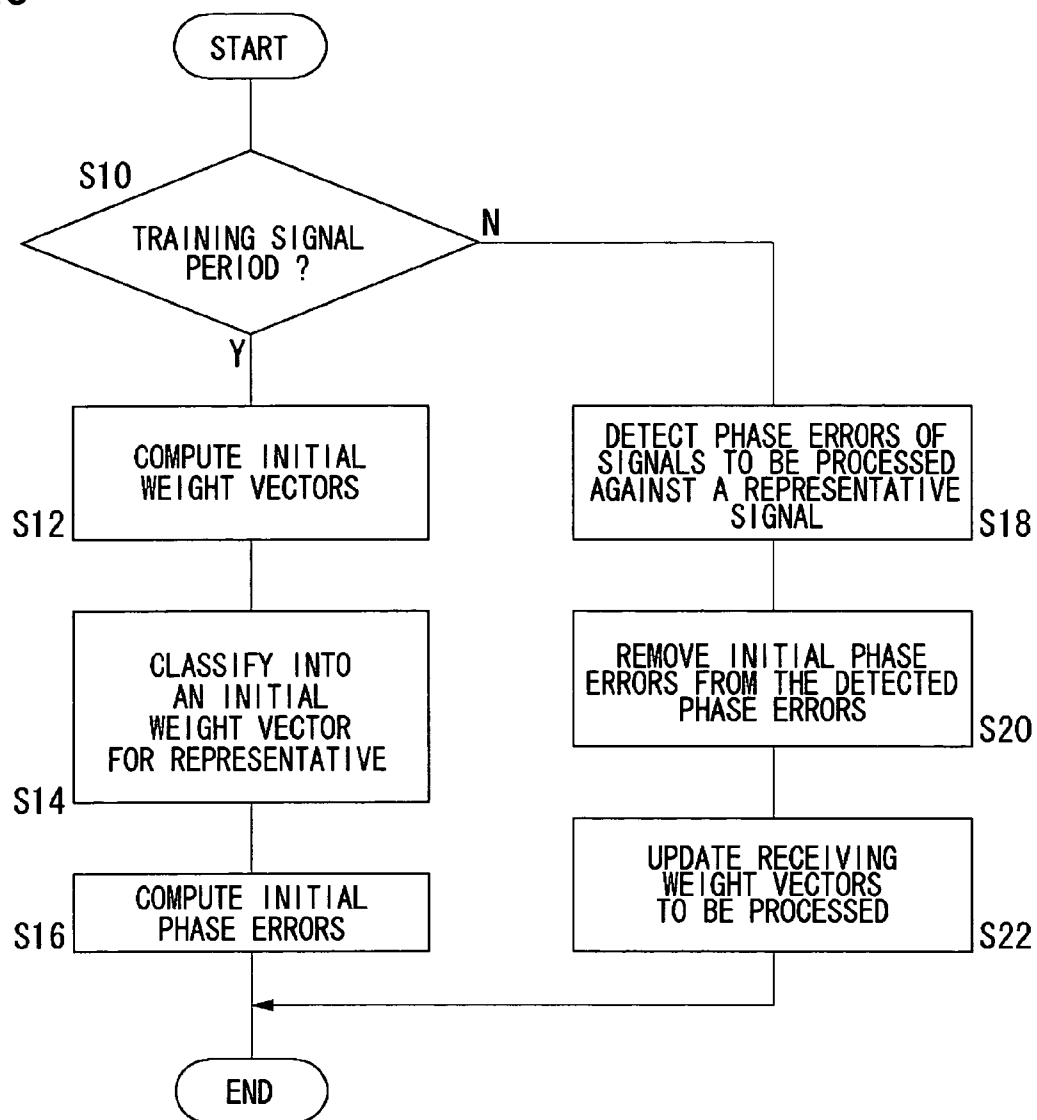 START
S10
TRAINING SIGNAL
PERIOD ?
N
Y
COMPUTE INITIAL
WEIGHT VECTORS
S12
CLASSIFY INTO
AN INITIAL
WEIGHT VECTOR
FOR REPRESENTATIVE
S14
COMPUTE INITIAL
PHASE ERRORS
S16
DETECT PHASE ERRORS OF
SIGNALS TO BE PROCESSED
AGAINST A REPRESENTATIVE
SIGNAL
S18
REMOVE INITIAL PHASE
ERRORS FROM THE DETECTED
PHASE ERRORS
S20
UPDATE RECEIVING
WEIGHT VECTORS
TO BE PROCESSED
S22
END